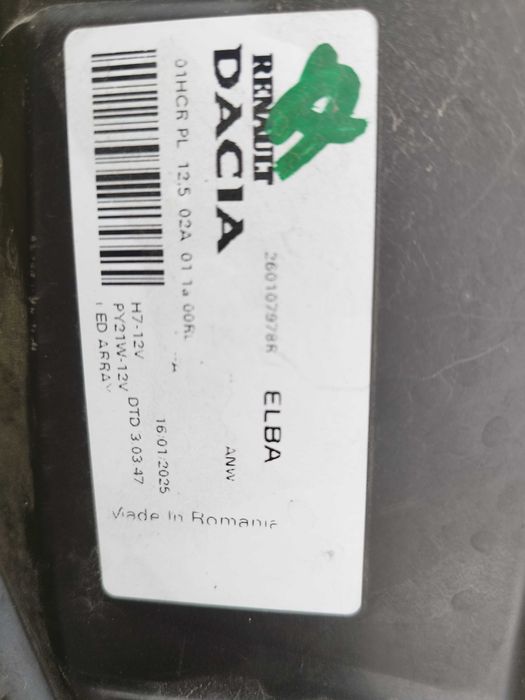 RENAULT
DACIA
260107978R
ELBA
01HCR PL 12,5 02A 01 1a
ANW
H7-12V
PY21W-12V DTD 3.03:47
LED ARRAY
16/01/2025
Made In Romania